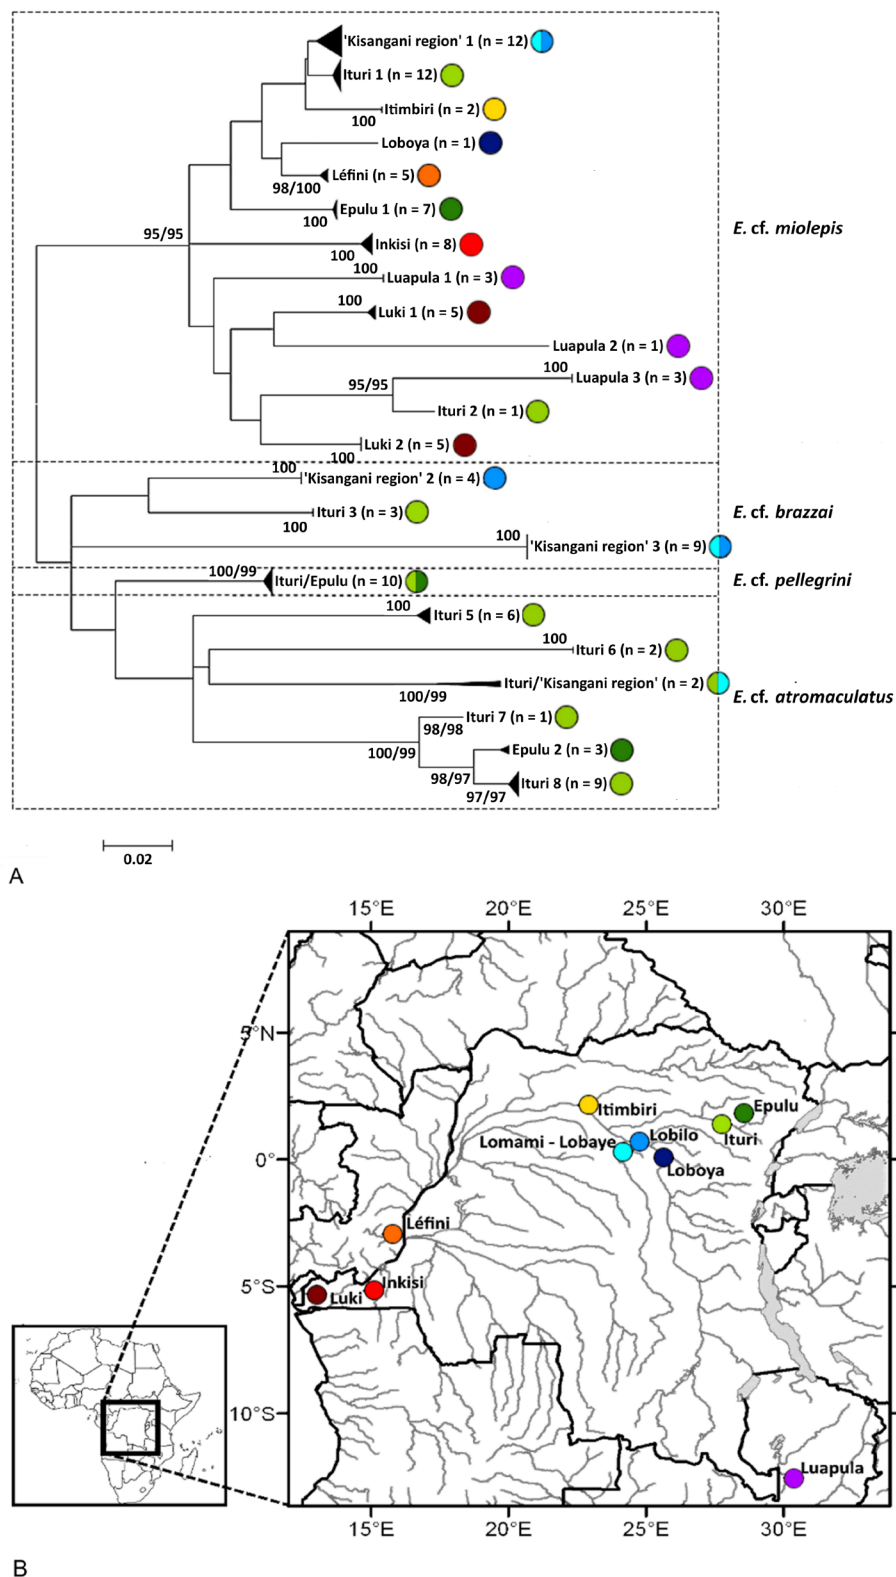 'Kisangani region' 1 (n = 12)
Ituri 1 (n = 12)
Itimbiri (n = 2)
100
Loboya (n = 1)
Léfini (n = 5)
98/100
Epulu 1 (n = 7)
100
95/95
Inkisi (n = 8)
100
E. cf. miolepis
100
Luapula 1 (n = 3)
100
Luki 1 (n = 5)
Luapula 2 (n = 1)
100
Luapula 3 (n = 3)
95/95
Ituri 2 (n = 1)
Luki 2 (n = 5)
100
100
'Kisangani region' 2 (n = 4)
Ituri 3 (n = 3)
100
E. cf. brazzai
100
'Kisangani region' 3 (n = 9)
100/99
Ituri/Epulu (n = 10)
E. cf. pellegrini
100
Ituri 5 (n = 6)
100
Ituri 6 (n = 2)
Ituri/'Kisangani region' (n = 2)
100/99
E. cf. atromaculatus
Ituri 7 (n = 1)
98/98
100/99
Epulu 2 (n = 3)
98/97
Ituri 8 (n = 9)
97/97
0.02
A
15°E 20°E 25°E 30°E
5°N
0°
5°S
10°S
Itimbiri
Epulu
Ituri
Lomami - Lobaye
Lobilo
Loboya
Léfini
Inkisi
Luki
Luapula
15°E 20°E 25°E 30°E
B